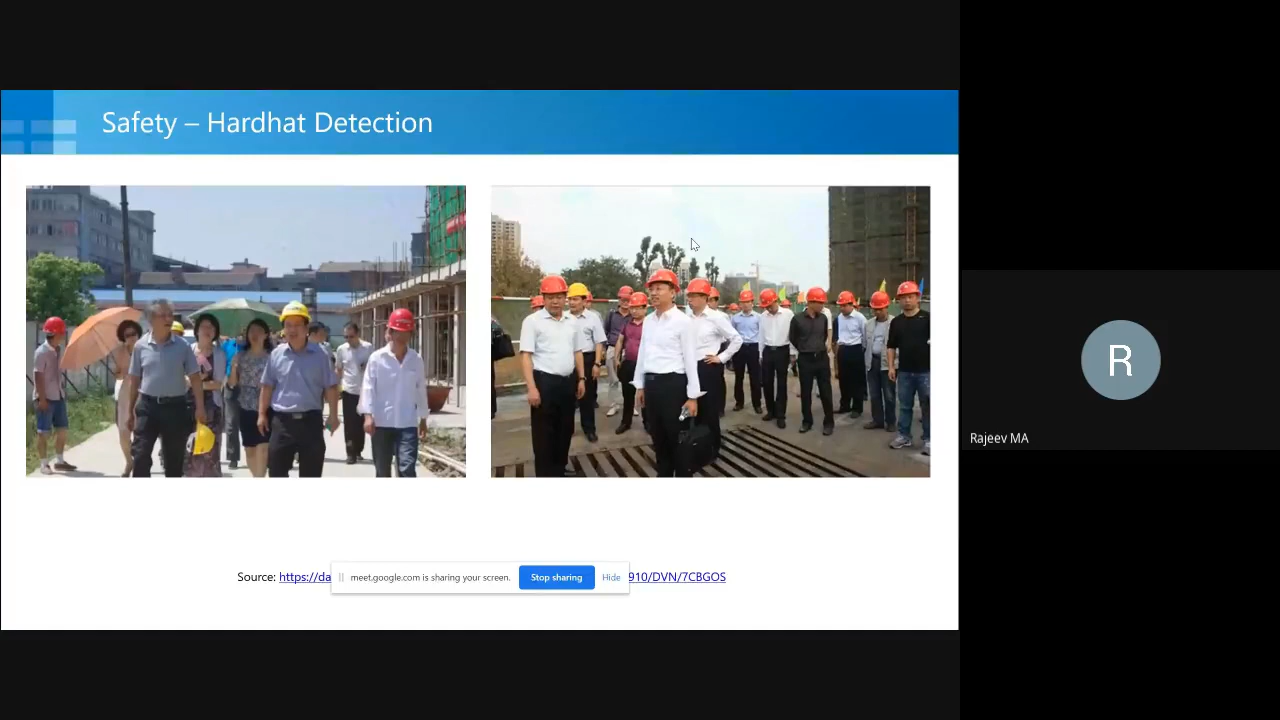 Safety – Hardhat Detection
Source: https://da
910/DVN/7CBGOS
meet.google.com is sharing your screen.
Stop sharing
Hide
R
Rajeev MA